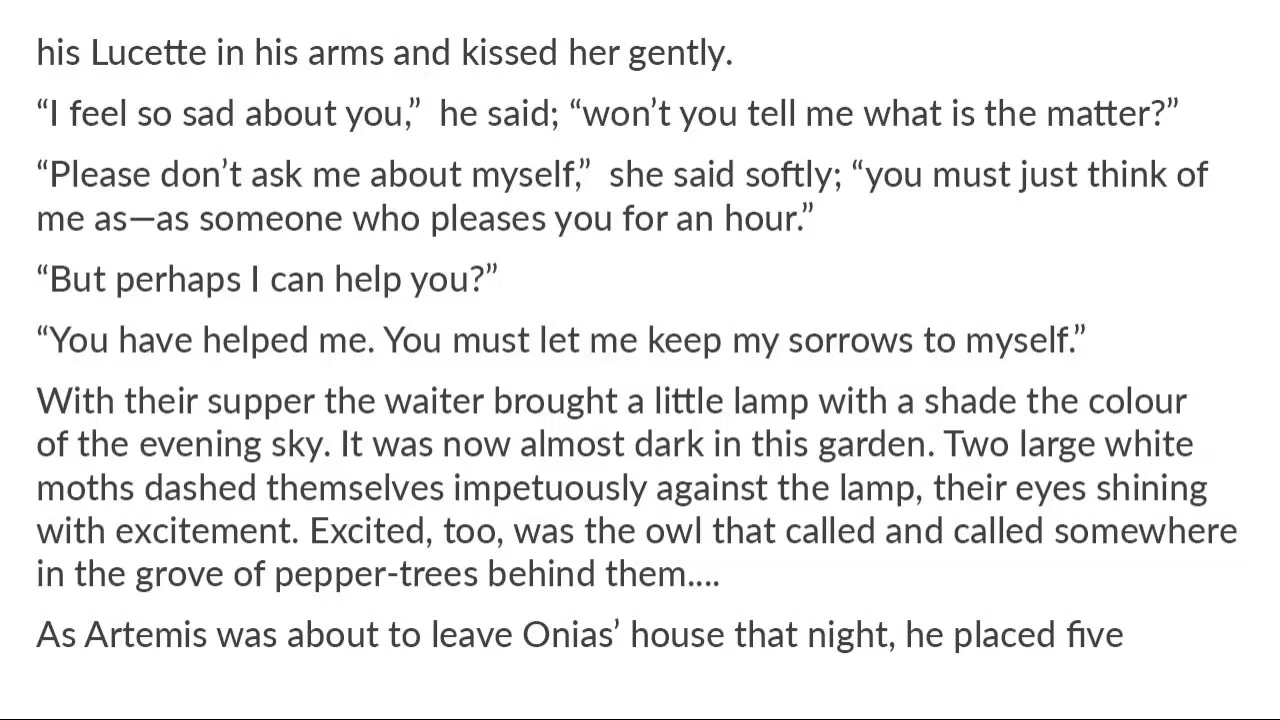 his Lucette in his arms and kissed her gently.
“I feel so sad about you,”  he said; “won’t you tell me what is the matter?”
“Please don’t ask me about myself,”  she said softly; “you must just think of
me as—as someone who pleases you for an hour.”
“But perhaps I can help you?”
“You have helped me. You must let me keep my sorrows to myself.”
With their supper the waiter brought a little lamp with a shade the colour
of the evening sky. It was now almost dark in this garden. Two large white
moths dashed themselves impetuously against the lamp, their eyes shining
with excitement. Excited, too, was the owl that called and called somewhere
in the grove of pepper-trees behind them....
As Artemis was about to leave Onias’ house that night, he placed five